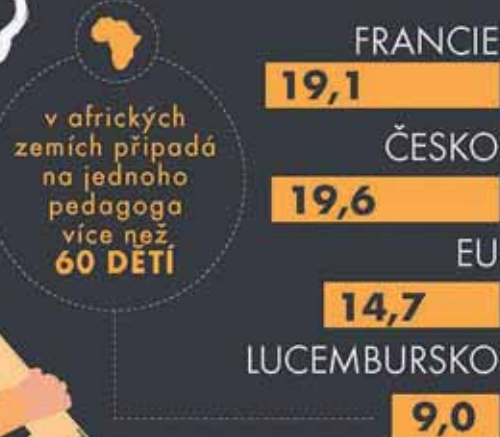 v afrických
zemích připadá
na jednoho
pedagoga
více než
60 DĚTÍ
FRANCIE
19,1
ČESKO
19,6
EU
14,7
LUCEMBURSKO
9,0